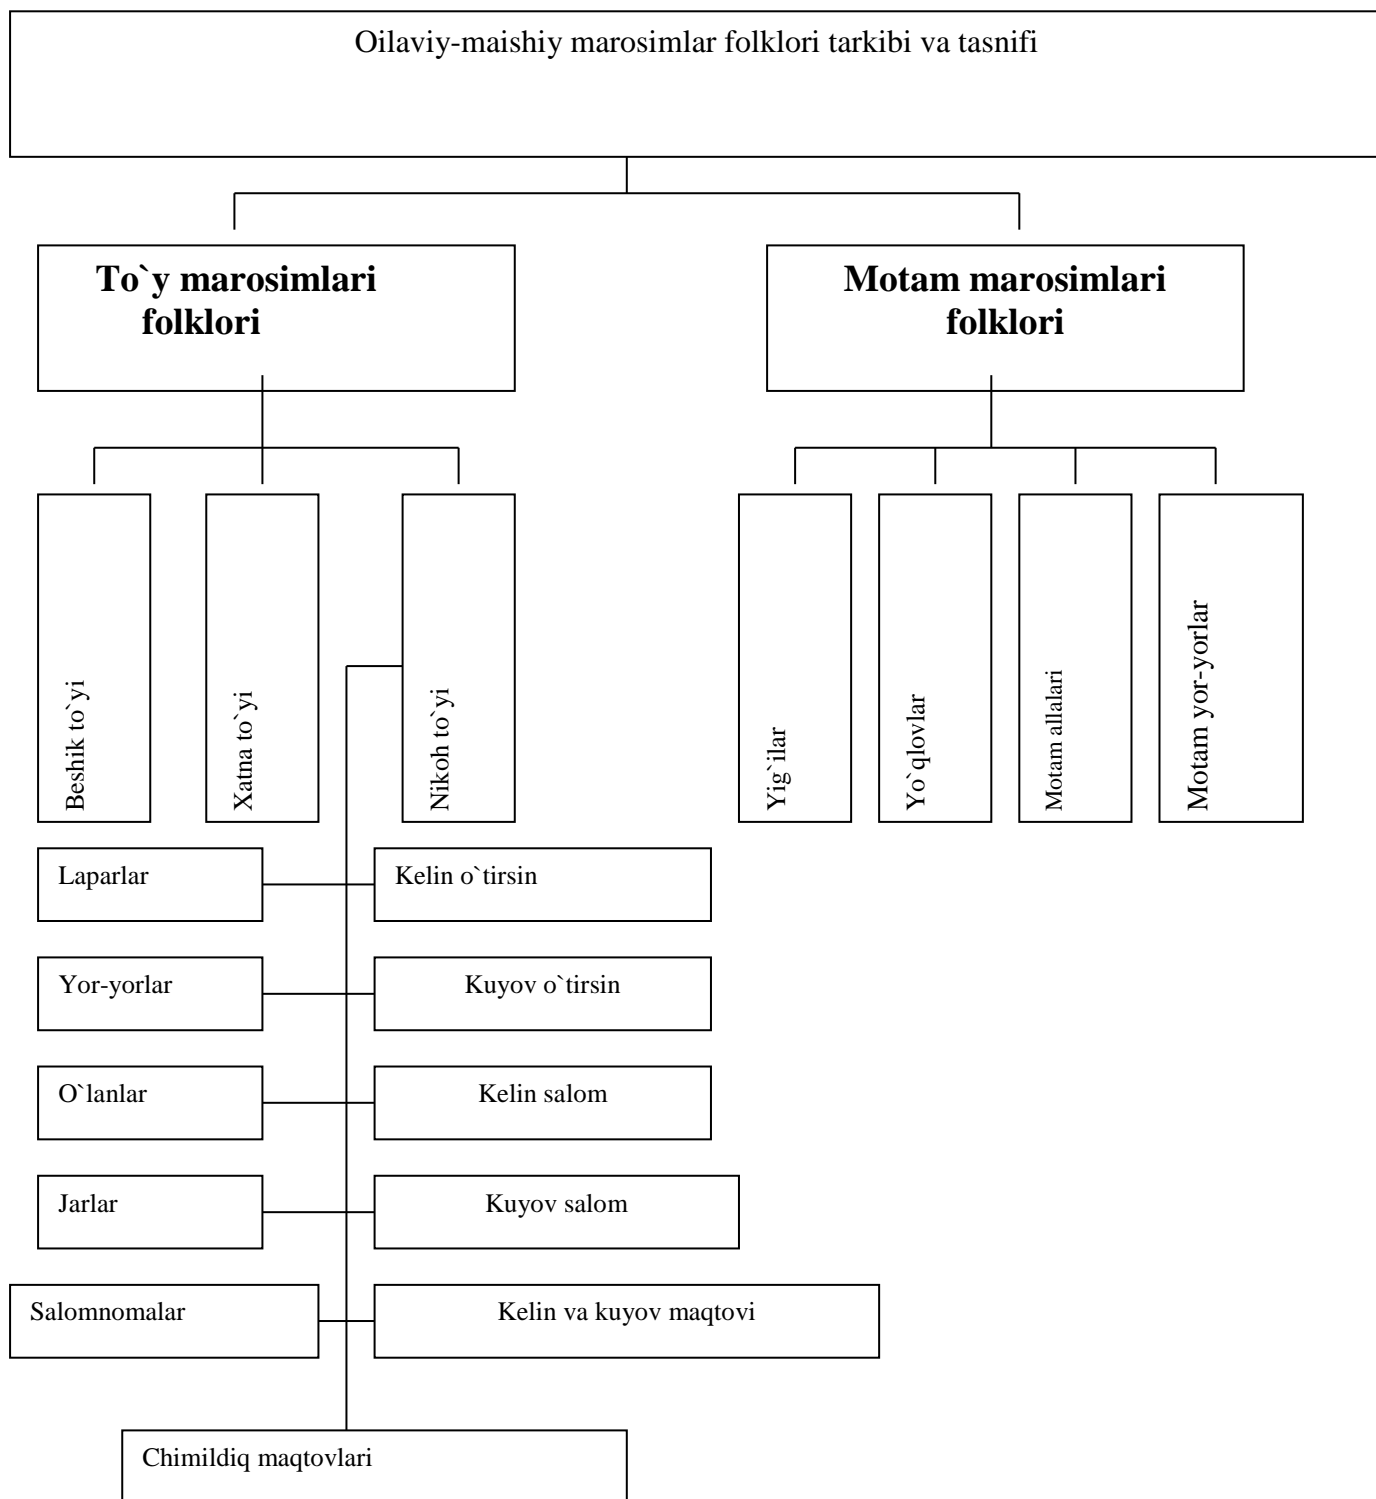 Oilaviy-maishiy marosimlar folklori tarkibi va tasnifi
To`y marosimlari
folklori
Motam marosimlari
folklori
Beshik to`yi
Xatna to`yi
Nikoh to`yi
Yig`ilar
Yo`qlovlar
Motam allalari
Motam yor-yorlar
Laparlar
Kelin o`tirsin
Yor-yorlar
Kuyov o`tirsin
O`lanlar
Kelin salom
Jarlar
Kuyov salom
Salomnomalar
Kelin va kuyov maqtovi
Chimildiq maqtovlari